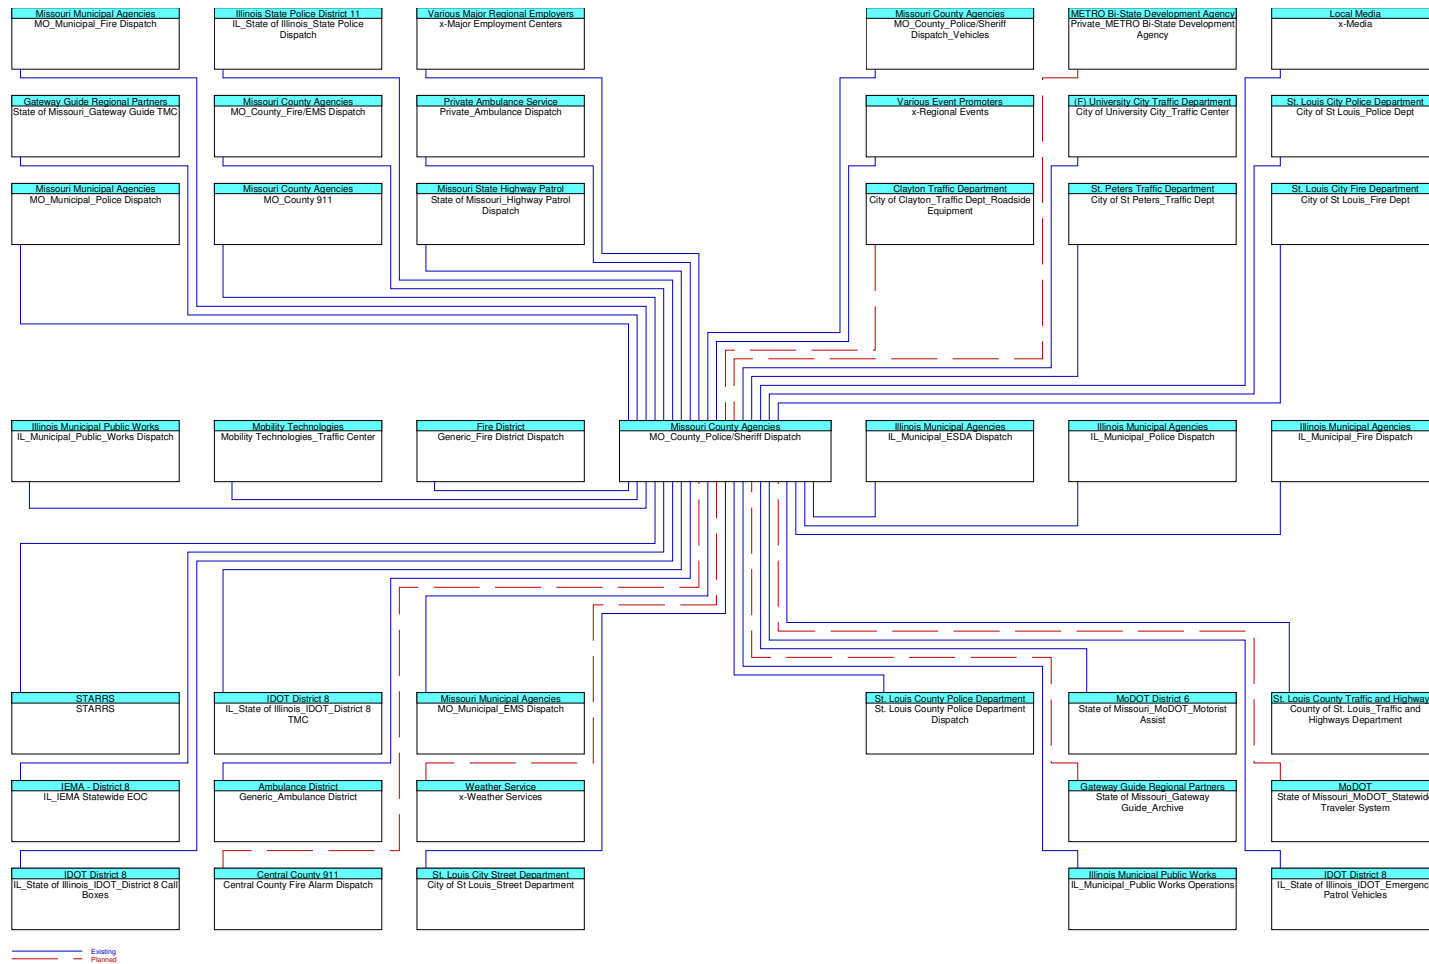 Missouri Municipal Agencies
MO_Municipal_Fire Dispatch
Illinois State Police District 11
IL_State of Illinois_State Police
Dispatch
Various Major Regional Employers
x-Major Employment Centers
Missouri County Agencies
MO_County_Police/Sheriff
Dispatch_Vehicles
METRO Bi-State Development Agency
Private_METRO Bi-State Development
Agency
Local Media
x-Media
Gateway Guide Regional Partners
State of Missouri_Gateway Guide TMC
Missouri County Agencies
MO_County_Fire/EMS Dispatch
Private Ambulance Service
Private_Ambulance Dispatch
Various Event Promoters
x-Regional Events
(F) University City Traffic Department
City of University City_Traffic Center
St. Louis City Police Department
City of St Louis_Police Dept
Missouri Municipal Agencies
MO_Municipal_Police Dispatch
Missouri County Agencies
MO_County 911
Missouri State Highway Patrol
State of Missouri_Highway Patrol
Dispatch
Clayton Traffic Department
City of Clayton_Traffic Dept_Roadside
Equipment
St. Peters Traffic Department
City of St Peters_Traffic Dept
St. Louis City Fire Department
City of St Louis_Fire Dept
Illinois Municipal Public Works
IL_Municipal_Public_Works Dispatch
Mobility Technologies
Mobility Technologies_Traffic Center
Fire District
Generic_Fire District Dispatch
Missouri County Agencies
MO_County_Police/Sheriff Dispatch
Illinois Municipal Agencies
IL_Municipal_ESDA Dispatch
Illinois Municipal Agencies
IL_Municipal_Police Dispatch
Illinois Municipal Agencies
IL_Municipal_Fire Dispatch
STARRS
STARRS
IDOT District 8
IL_State of Illinois_IDOT_District 8
TMC
Missouri Municipal Agencies
MO_Municipal_EMS Dispatch
St. Louis County Police Department
St. Louis County Police Department
Dispatch
MoDOT District 6
State of Missouri_MoDOT_Motorist
Assist
St. Louis County Traffic and Highway
County of St. Louis_Traffic and
Highways Department
IEMA - District 8
IL_IEMA Statewide EOC
Ambulance District
Generic_Ambulance District
Weather Service
x-Weather Services
Gateway Guide Regional Partners
State of Missouri_Gateway
Guide_Archive
MoDOT
State of Missouri_MoDOT_Statewid
Traveler System
IDOT District 8
IL_State of Illinois_IDOT_District 8 Call
Boxes
Central County 911
Central County Fire Alarm Dispatch
St. Louis City Street Department
City of St Louis_Street Department
Illinois Municipal Public Works
IL_Municipal_Public Works Operations
IDOT District 8
IL_State of Illinois_IDOT_Emergenc
Patrol Vehicles
Existing
Planned